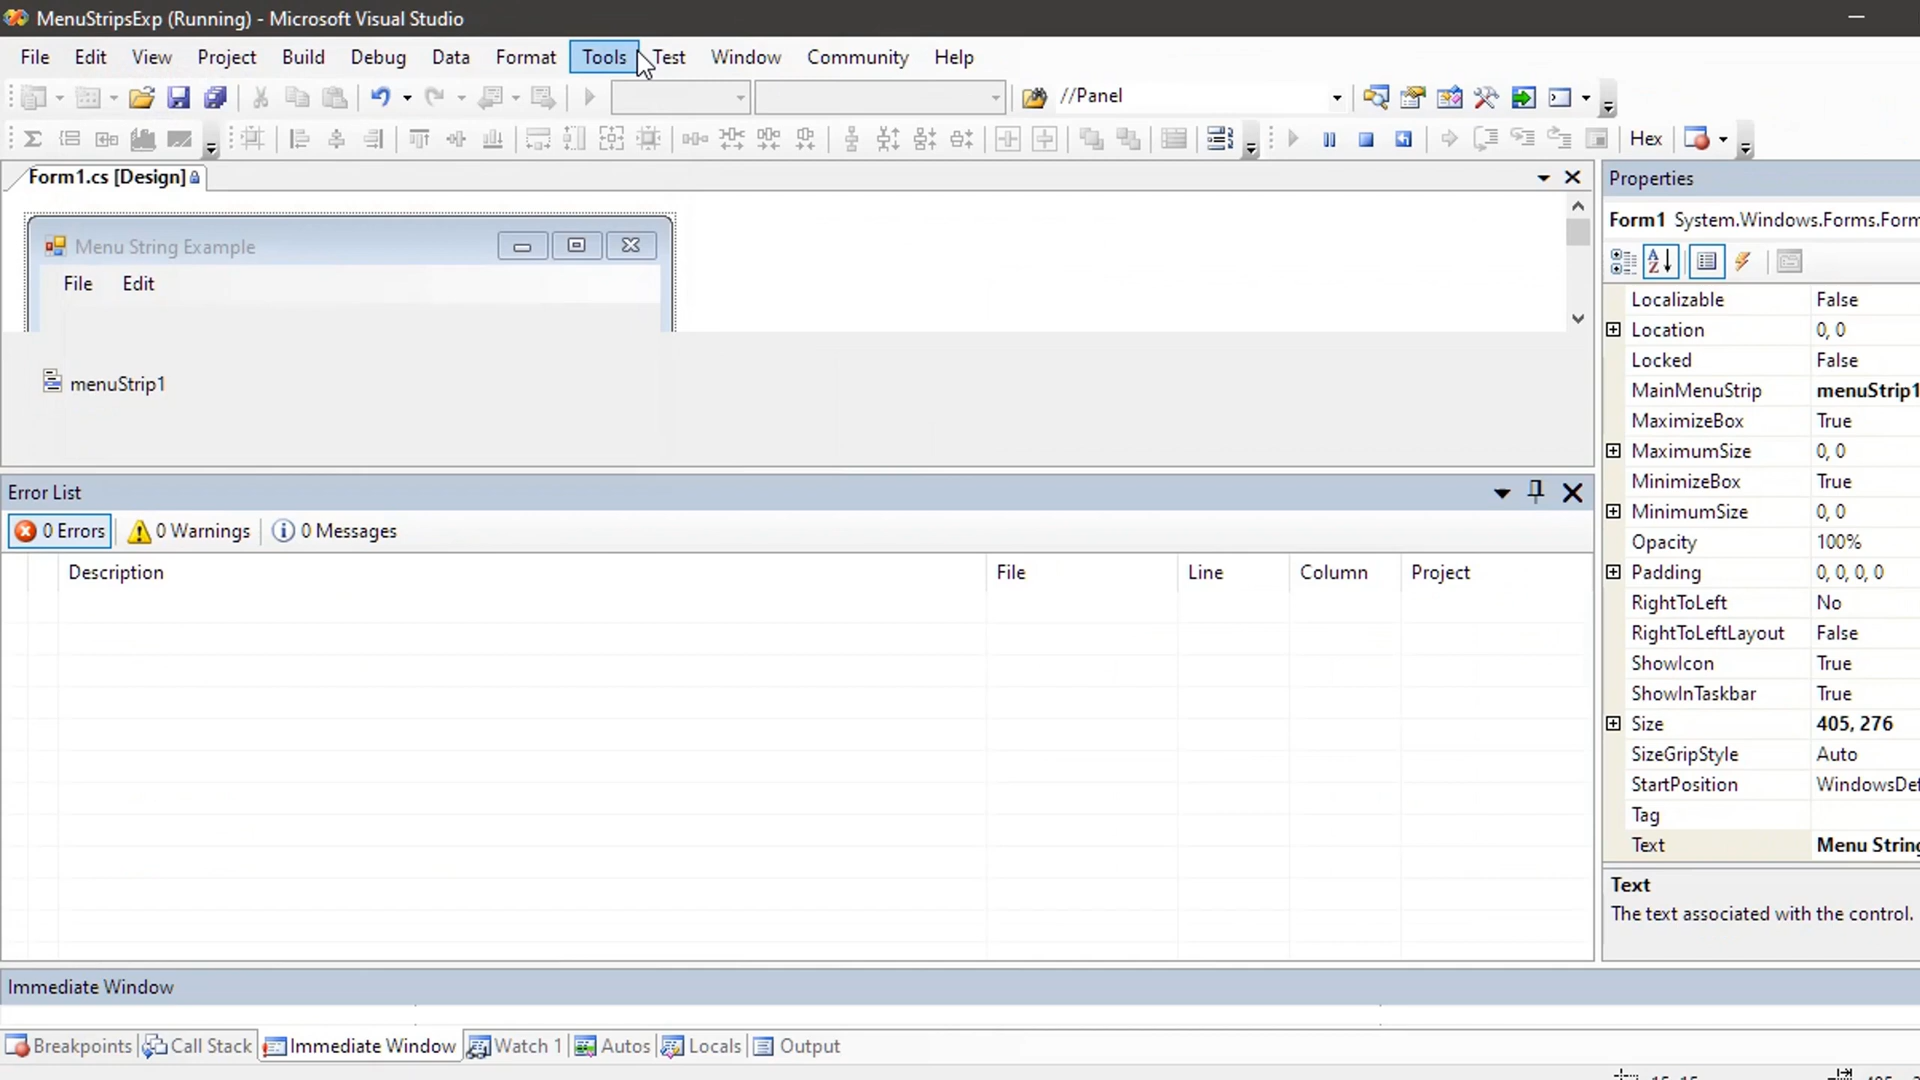 MenuStripsExp (Running) - Microsoft Visual Studio
File Edit View Project Build Debug Data Format Tools Test Window Community Help
//Panel
Hex
Form1.cs [Design]
Properties
Form1 System.Windows.Forms.Form
Menu String Example
File Edit
menuStrip1
Localizable False
Location 0, 0
Locked False
MainMenuStrip menuStrip1
MaximizeBox True
MaximumSize 0, 0
MinimizeBox True
MinimumSize 0, 0
Opacity 100%
Padding 0, 0, 0, 0
RightToLeft No
RightToLeftLayout False
ShowIcon True
ShowInTaskbar True
Size 405, 276
SizeGripStyle Auto
StartPosition WindowsDef
Tag
Text Menu String
Text
The text associated with the control.
Error List
0 Errors 0 Warnings 0 Messages
Description File Line Column Project
Immediate Window
Breakpoints Call Stack Immediate Window Watch 1 Autos Locals Output